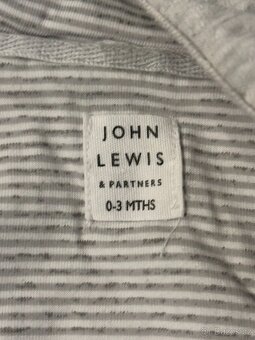 JOHN
LEWIS
& PARTNERS
0-3 MTHS